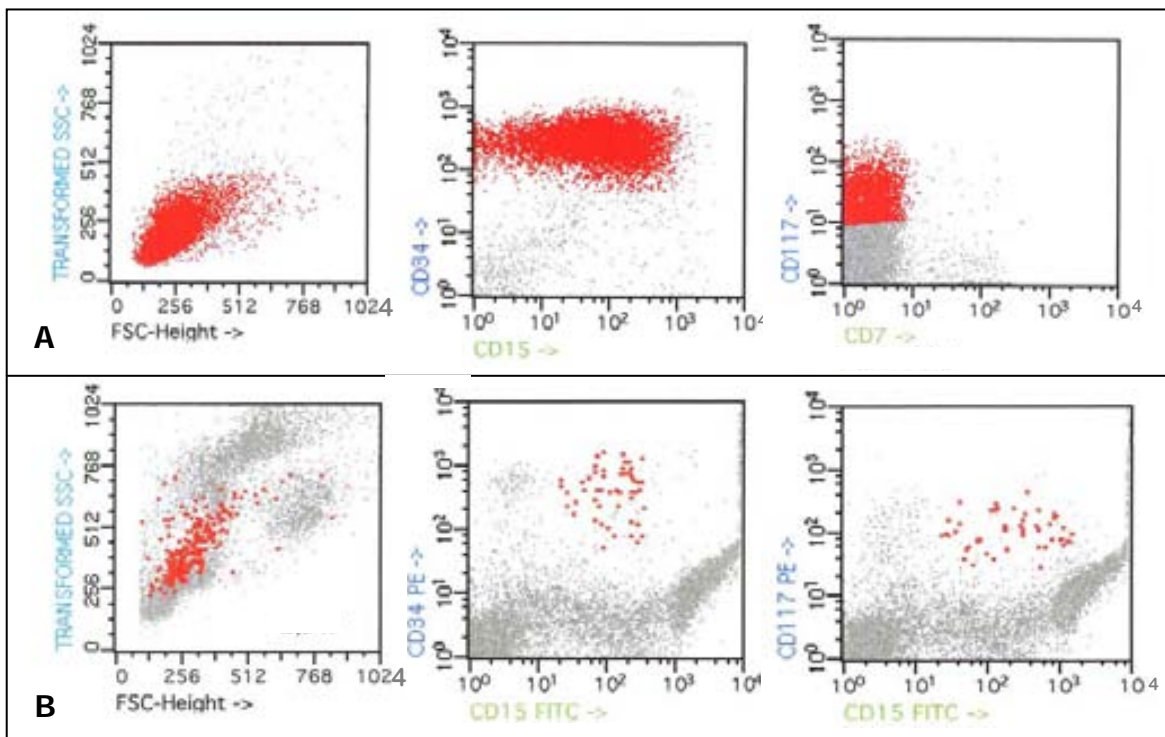 A
TRANSFORMED SSC ->
1024
768
512
256
0
0 256 512 768 1024
FSC-Height ->
CD34 ->
10^4
10^3
10^2
10^1
10^0
10^0 10^1 10^2 10^3 10^4
CD15 ->
CD117 ->
10^4
10^3
10^2
10^1
10^0
10^0 10^1 10^2 10^3 10^4
CD7 ->
B
TRANSFORMED SSC ->
1024
768
512
256
0
0 256 512 768 1024
FSC-Height ->
CD34 PE ->
10^4
10^3
10^2
10^1
10^0
10^0 10^1 10^2 10^3 10^4
CD15 FITC ->
CD117 PE ->
10^4
10^3
10^2
10^1
10^0
10^0 10^1 10^2 10^3 10^4
CD15 FITC ->